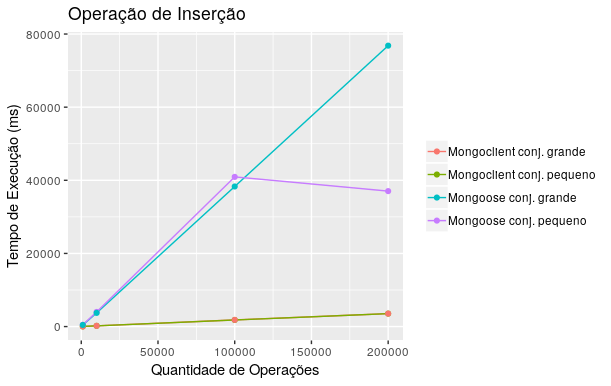 Operação de Inserção
Tempo de Execução (ms)
80000
60000
40000
20000
0
0 50000 100000 150000 200000
Quantidade de Operações
Mongoclient conj. grande
Mongoclient conj. pequeno
Mongoose conj. grande
Mongoose conj. pequeno